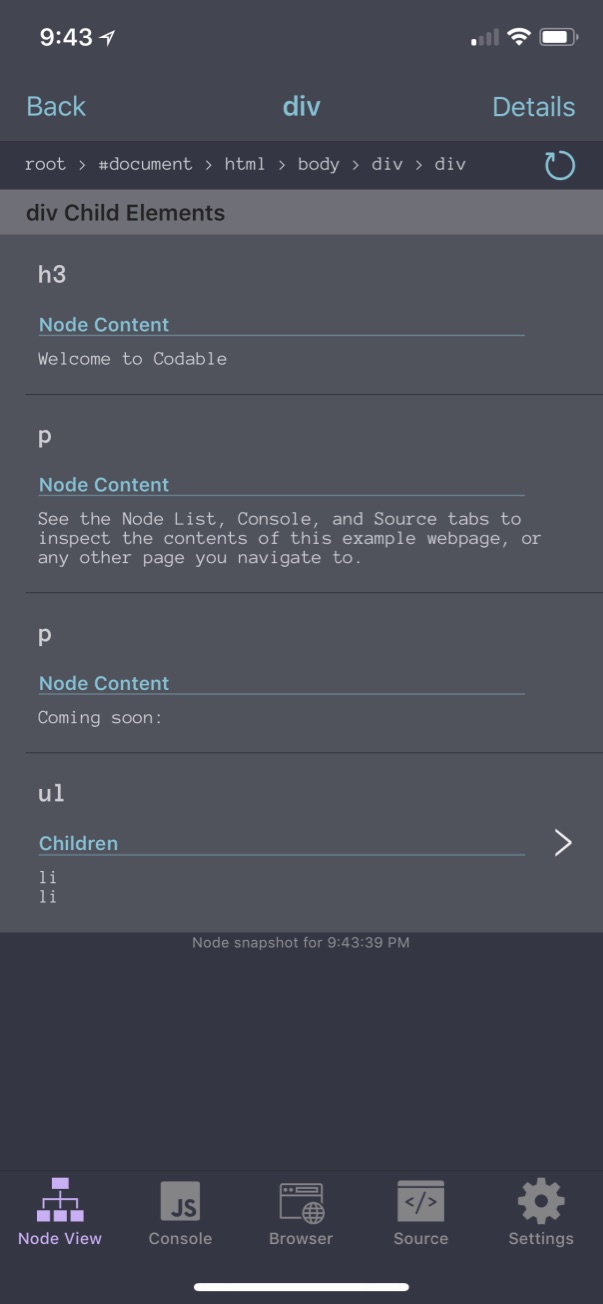 9:43
Back div Details
root > #document > html > body > div > div
div Child Elements
h3
Node Content
Welcome to Codable
p
Node Content
See the Node List, Console, and Source tabs to
inspect the contents of this example webpage, or
any other page you navigate to.
p
Node Content
Coming soon:
ul
Children
li
li
Node snapshot for 9:43:39 PM
JS </>
Node View Console Browser Source Settings